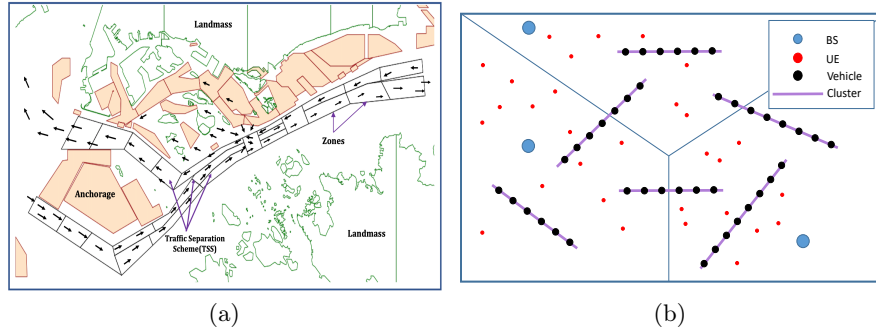 Landmass
Zones
Anchorage
Traffic Separation
Scheme(TSS)
Landmass
(a)
BS
UE
Vehicle
Cluster
(b)